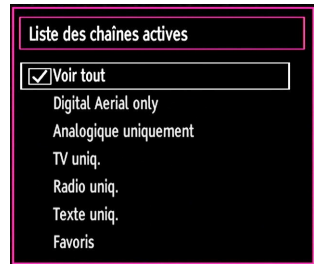 Liste des chaînes actives
Voir tout
Digital Aerial only
Analogique uniquement
TV uniq.
Radio uniq.
Texte uniq.
Favoris